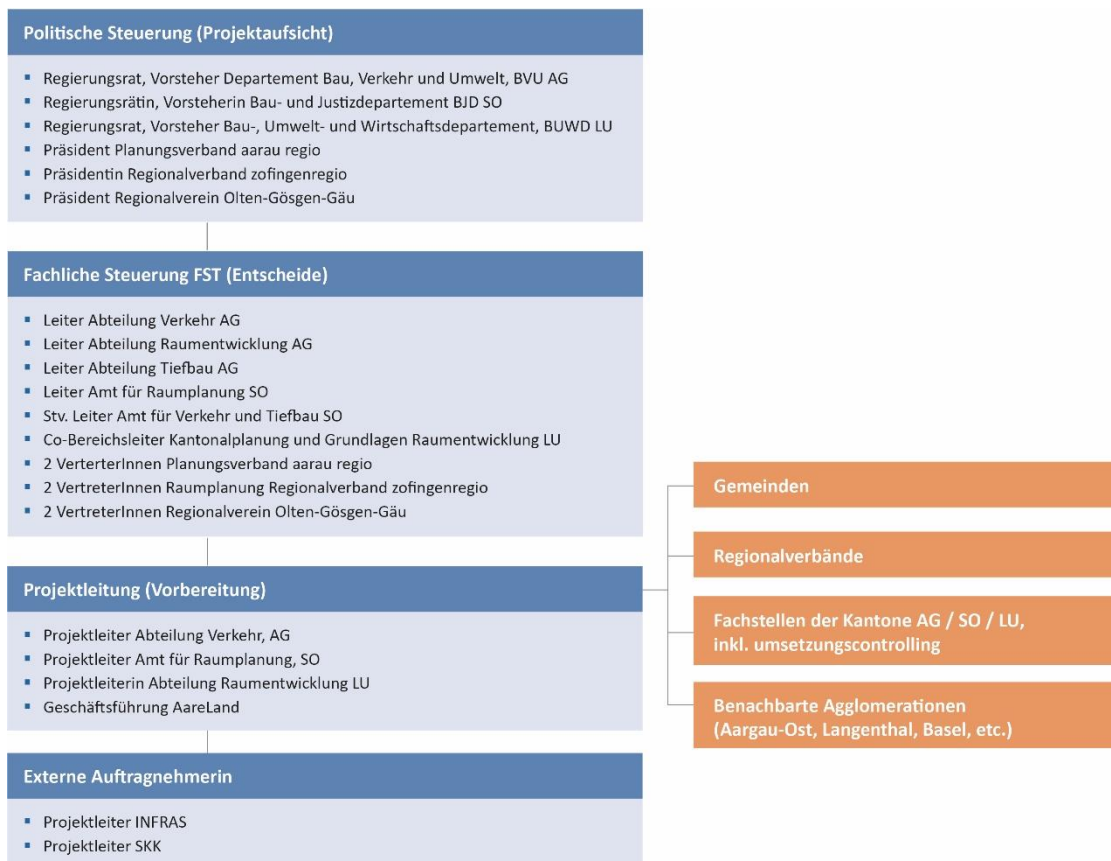 Politische Steuerung (Projektaufsicht)
▪ Regierungsrat, Vorsteher Departement Bau, Verkehr und Umwelt, BVU AG
▪ Regierungsrätin, Vorsteherin Bau- und Justizdepartement BJD SO
▪ Regierungsrat, Vorsteher Bau-, Umwelt- und Wirtschaftsdepartement, BUWD LU
▪ Präsident Planungsverband aarau regio
▪ Präsidentin Regionalverband zofingenregio
▪ Präsident Regionalverein Olten-Gösgen-Gäu
Fachliche Steuerung FST (Entscheide)
▪ Leiter Abteilung Verkehr AG
▪ Leiter Abteilung Raumentwicklung AG
▪ Leiter Abteilung Tiefbau AG
▪ Leiter Amt für Raumplanung SO
▪ Stv. Leiter Amt für Verkehr und Tiefbau SO
▪ Co-Bereichsleiter Kantonalplanung und Grundlagen Raumentwicklung LU
▪ 2 VerterterInnen Planungsverband aarau regio
▪ 2 VertreterInnen Raumplanung Regionalverband zofingenregio
▪ 2 VertreterInnen Regionalverein Olten-Gösgen-Gäu
Projektleitung (Vorbereitung)
▪ Projektleiter Abteilung Verkehr, AG
▪ Projektleiter Amt für Raumplanung, SO
▪ Projektleiterin Abteilung Raumentwicklung LU
▪ Geschäftsführung AareLand
Externe Auftragnehmerin
▪ Projektleiter INFRAS
▪ Projektleiter SKK
Gemeinden
Regionalverbände
Fachstellen der Kantone AG / SO / LU,
inkl. umsetzungscontrolling
Benachbarte Agglomerationen
(Aargau-Ost, Langenthal, Basel, etc.)